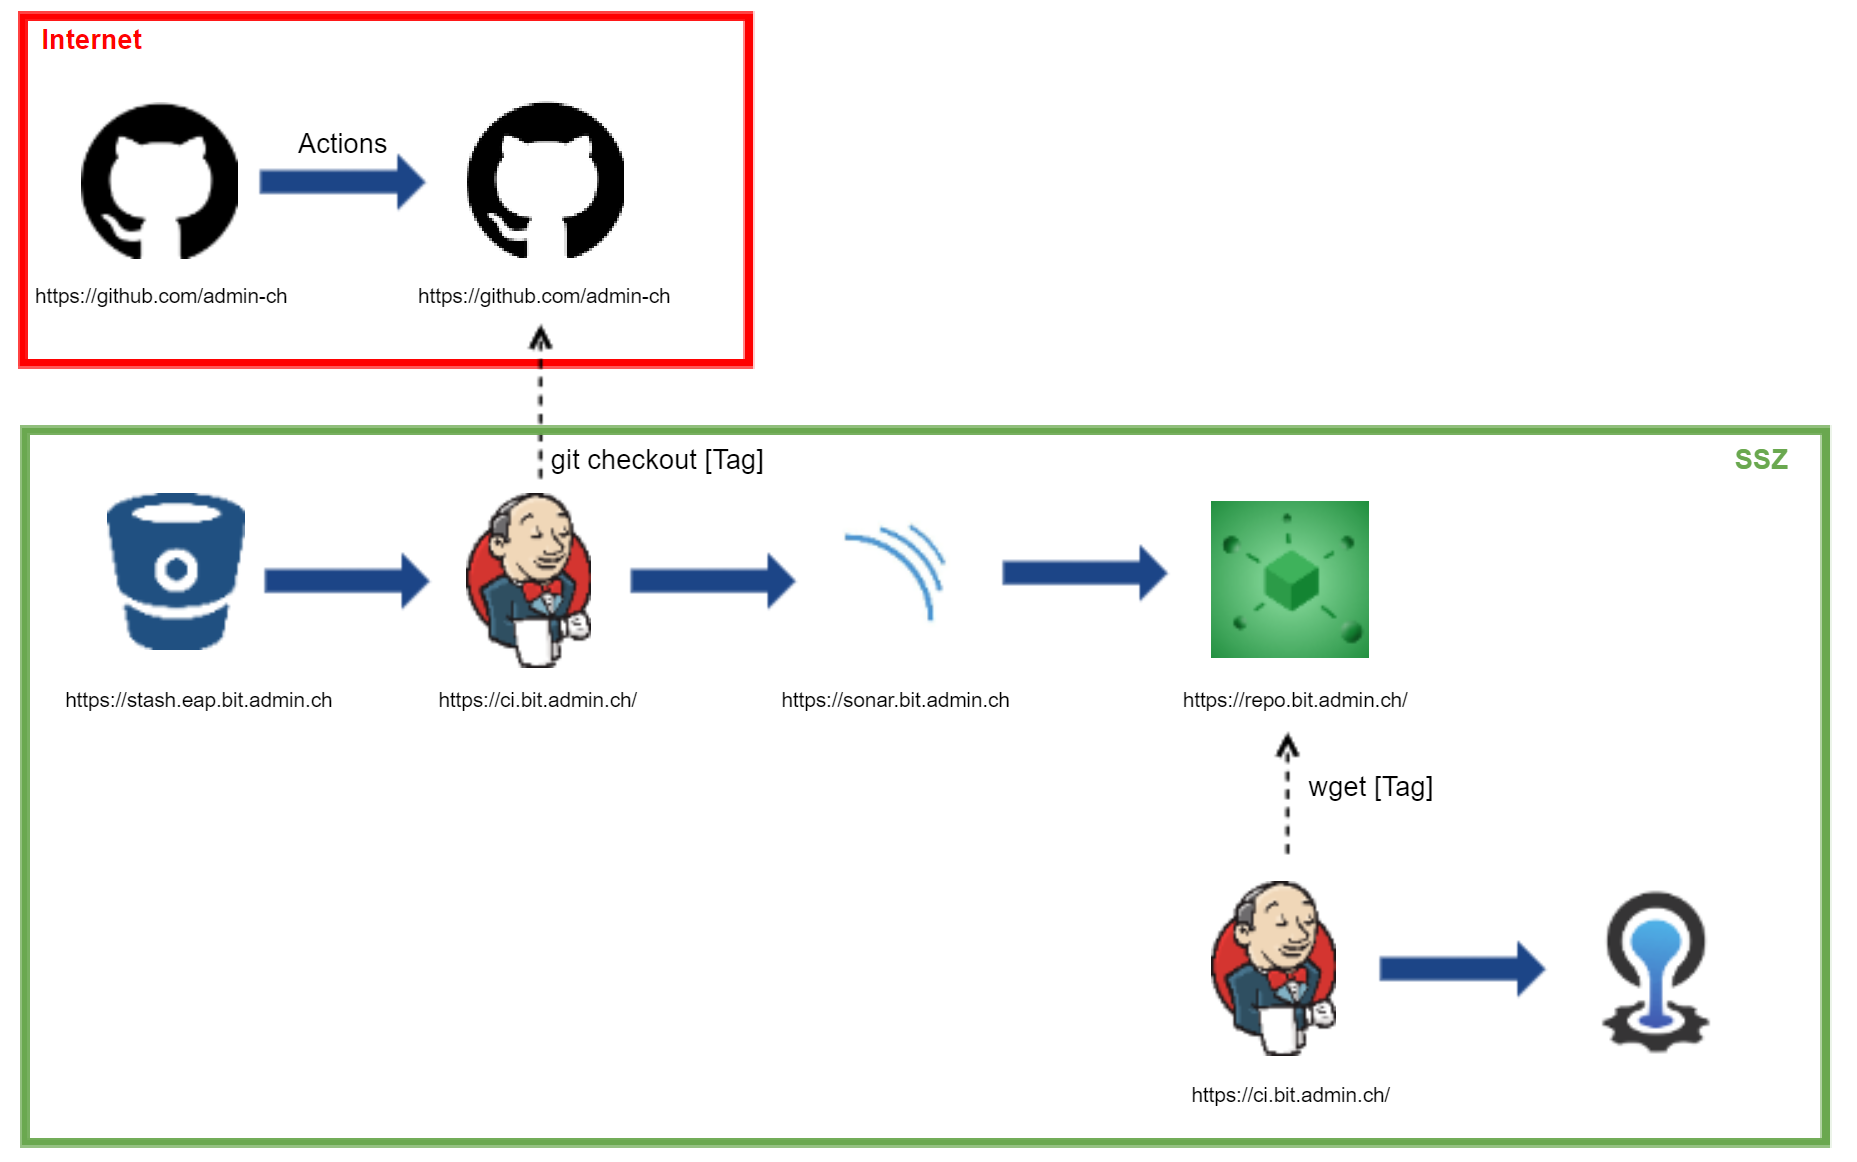 Internet
Actions
https://github.com/admin-ch
https://github.com/admin-ch
git checkout [Tag]
SSZ
https://stash.eap.bit.admin.ch
https://ci.bit.admin.ch/
https://sonar.bit.admin.ch
https://repo.bit.admin.ch/
wget [Tag]
https://ci.bit.admin.ch/